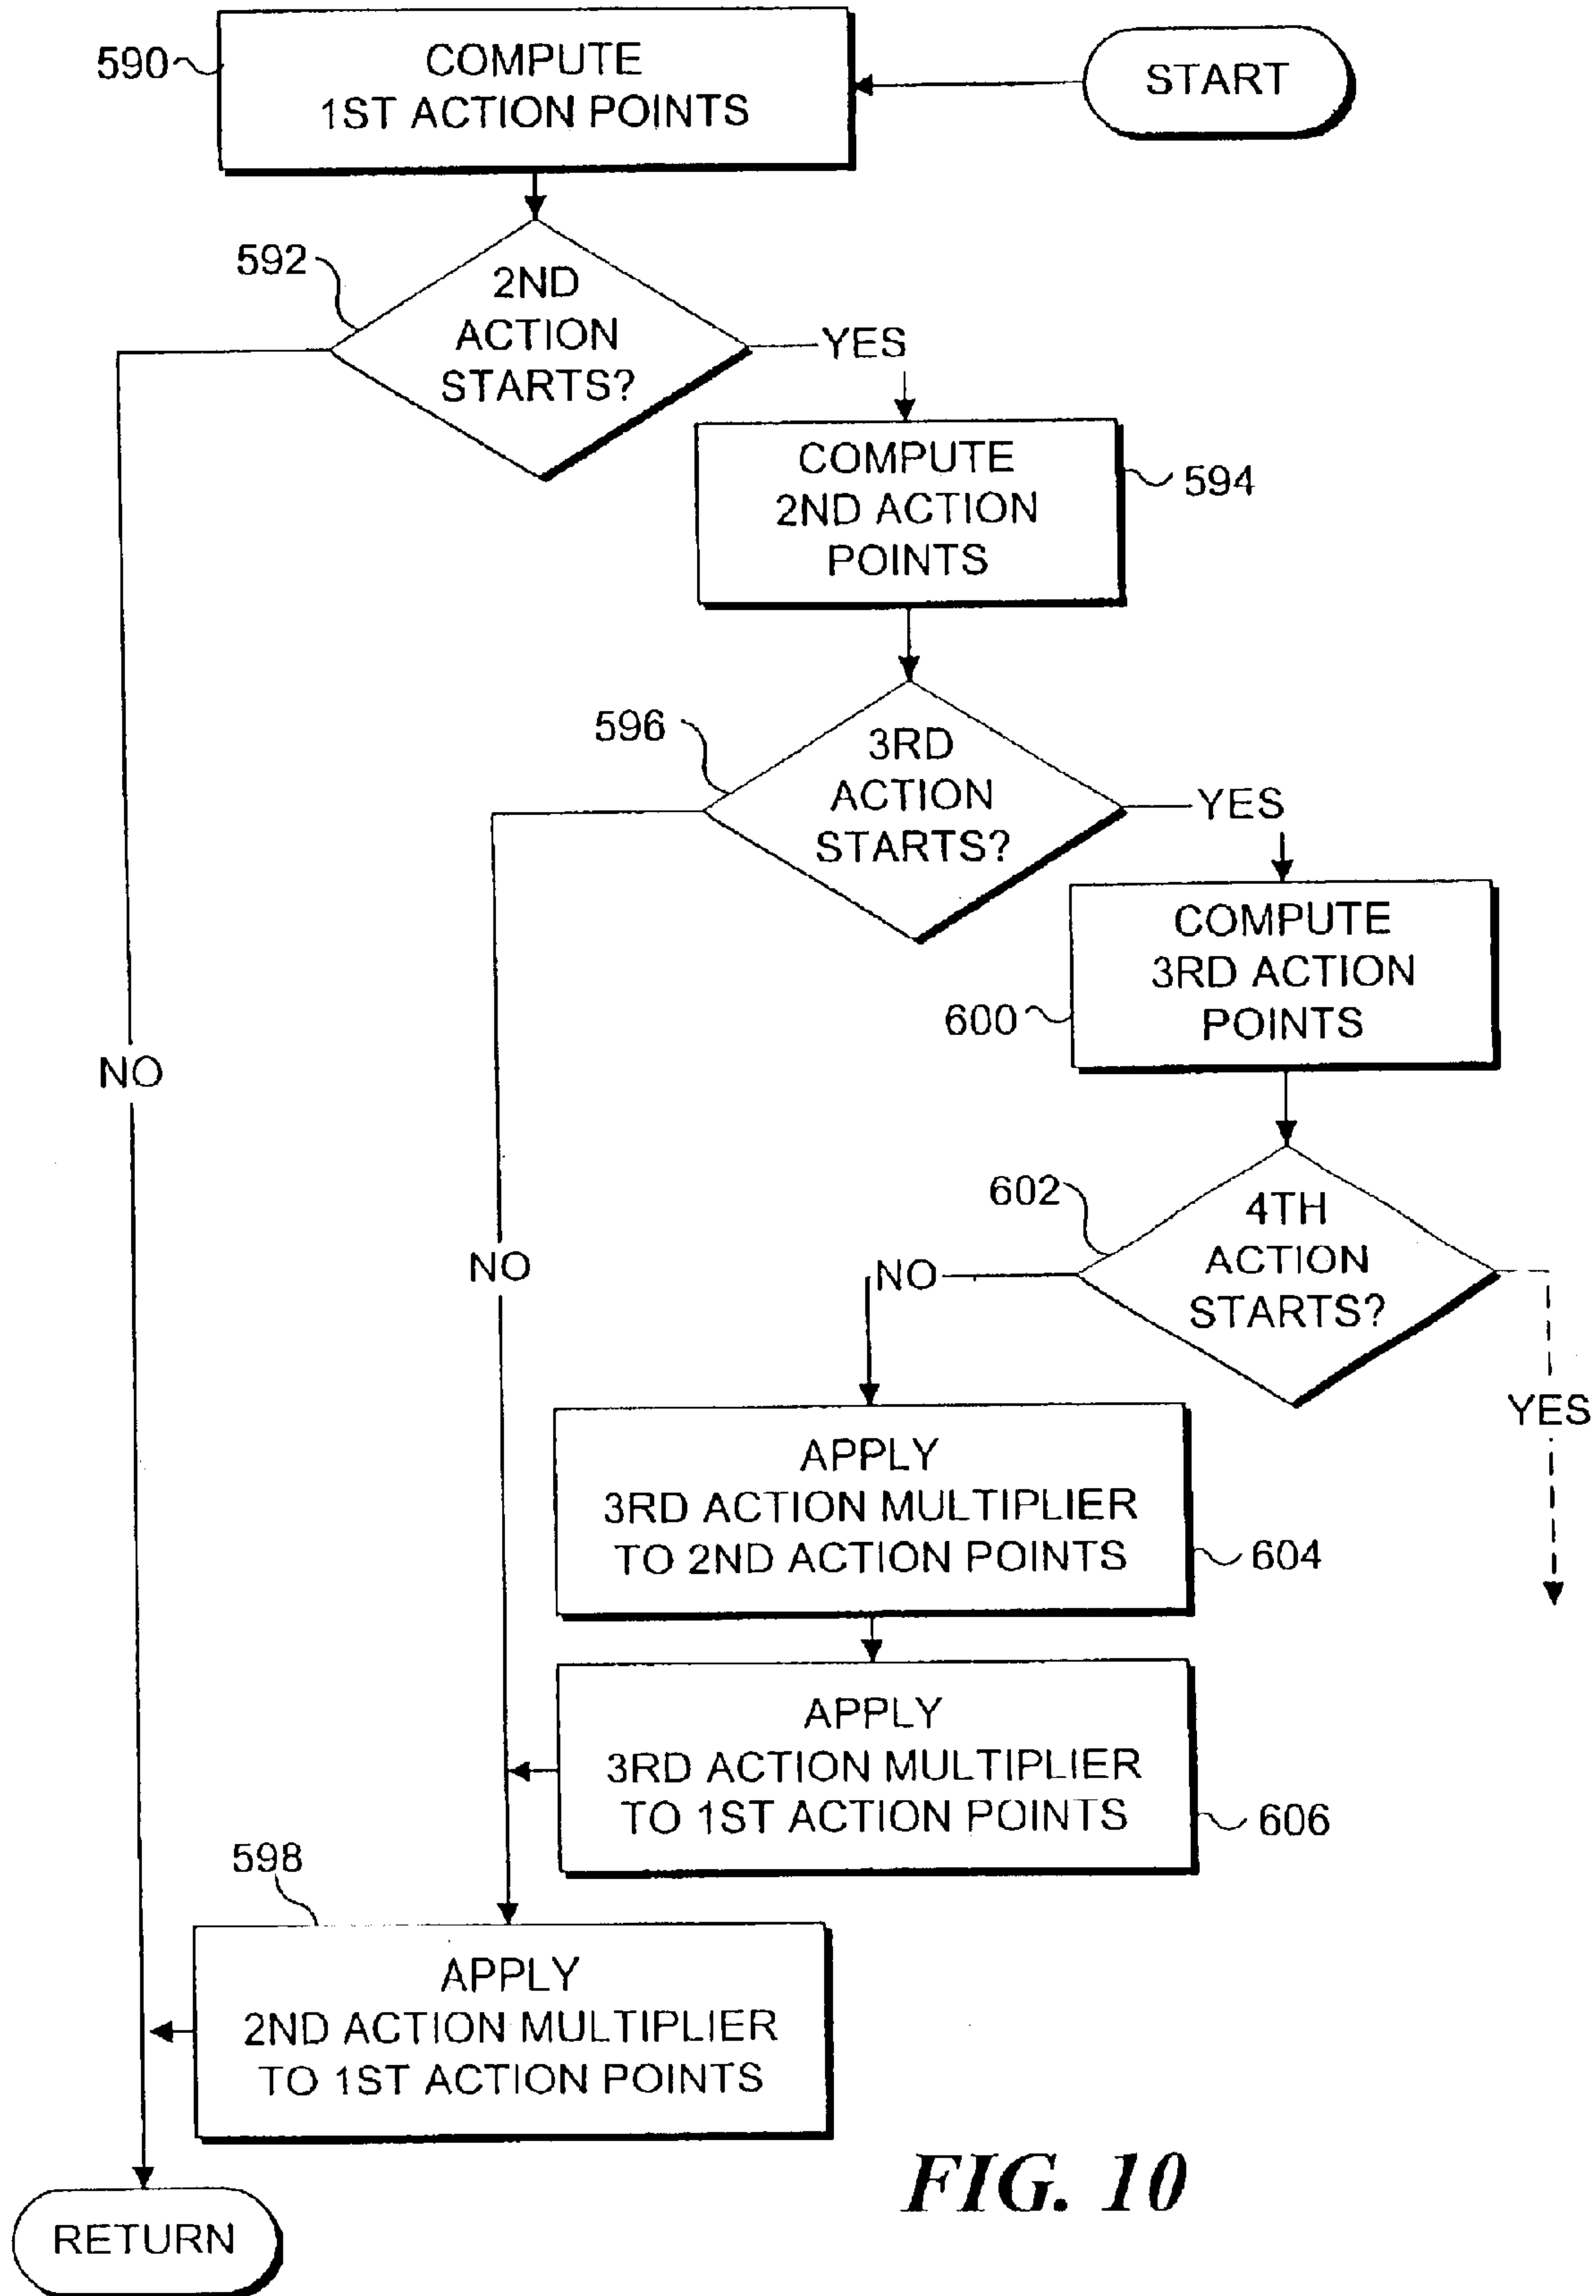 590
COMPUTE
1ST ACTION POINTS
START
592
2ND
ACTION
STARTS?
YES
COMPUTE
2ND ACTION
POINTS
594
596
3RD
ACTION
STARTS?
YES
COMPUTE
3RD ACTION
POINTS
600
NO
602
4TH
ACTION
STARTS?
NO
NO
YES
APPLY
3RD ACTION MULTIPLIER
TO 2ND ACTION POINTS
604
APPLY
3RD ACTION MULTIPLIER
TO 1ST ACTION POINTS
606
598
APPLY
2ND ACTION MULTIPLIER
TO 1ST ACTION POINTS
FIG. 10
RETURN